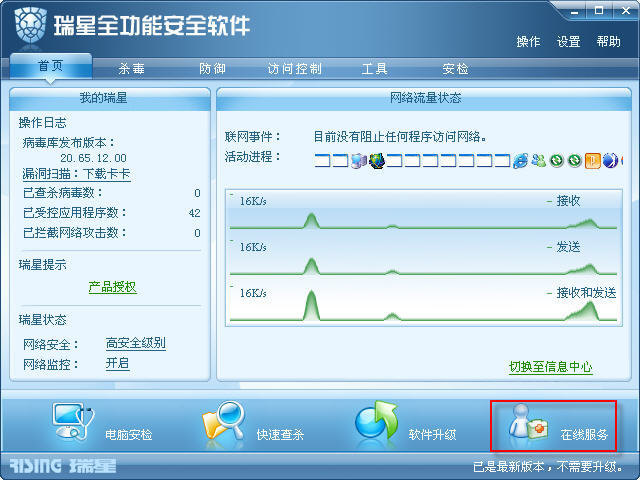 瑞星全功能安全软件
操作 设置 帮助
首页 杀毒 防御 访问控制 工具 安检
我的瑞星
操作日志
病毒库发布版本：
20.65.12.00
漏洞扫描：下载卡卡
已查杀病毒数： 0
已受控应用程序数： 42
已拦截网络攻击数： 0
瑞星提示
产品授权
瑞星状态
网络安全： 高安全级别
网络监控： 开启
网络流量状态
联网事件： 目前没有阻止任何程序访问网络。
活动进程：
16K/s - 接收
16K/s - 发送
16K/s - 接收和发送
切换至信息中心
电脑安检 快速查杀 软件升级 在线服务
RISING 瑞星 已是最新版本，不需要升级。